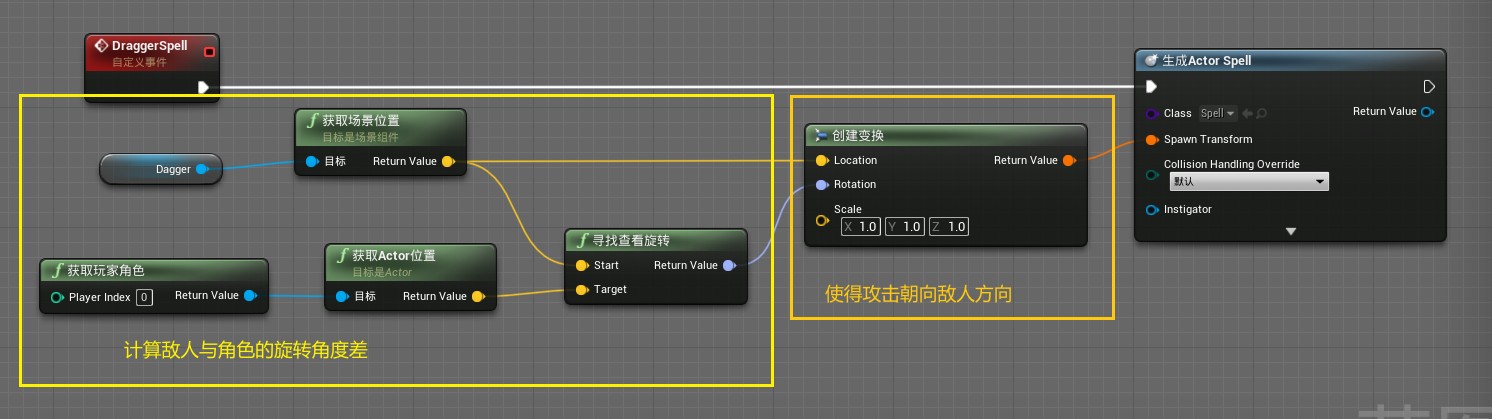 DraggerSpell
自定义事件
获取场景位置
目标是场景组件
目标 Return Value
Dagger
获取玩家角色
Player Index 0 Return Value
获取Actor位置
目标是Actor
目标 Return Value
寻找查看旋转
Start Return Value
Target
计算敌人与角色的旋转角度差
创建变换
Location Return Value
Rotation
Scale
X 1.0 Y 1.0 Z 1.0
使得攻击朝向敌人方向
生成Actor Spell
Class Spell Return Value
Spawn Transform
Collision Handling Override
默认
Instigator